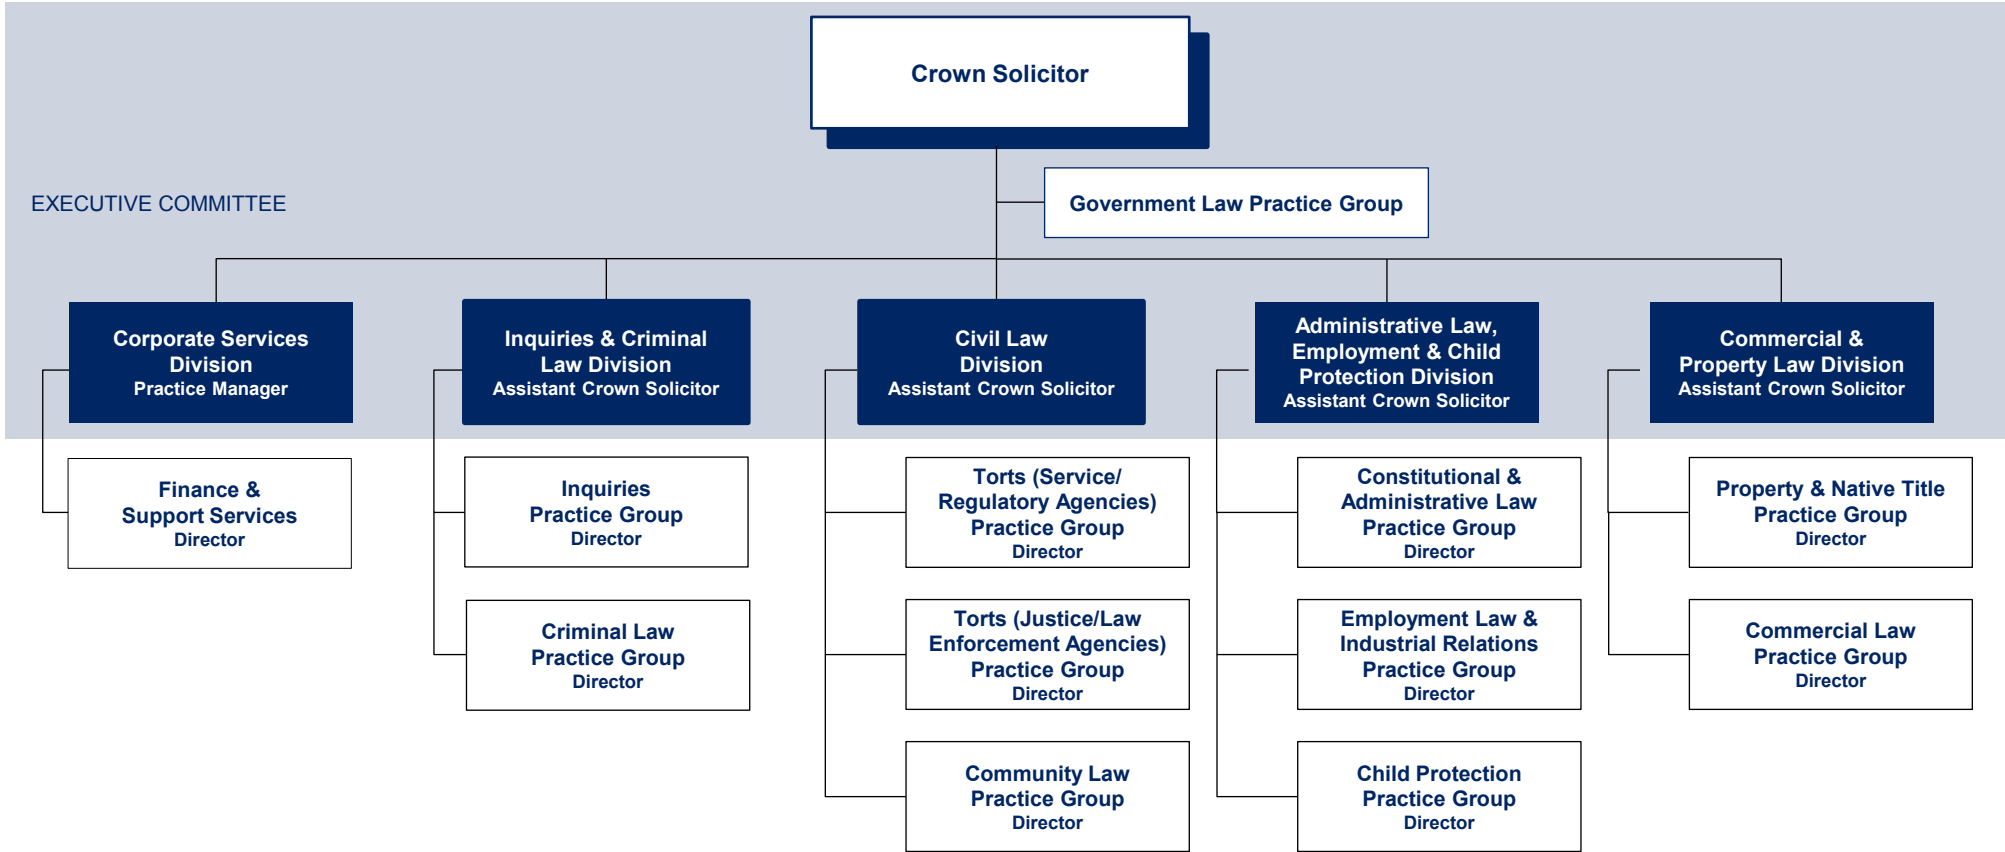 Crown Solicitor
EXECUTIVE COMMITTEE
Government Law Practice Group
Corporate Services
Division
Practice Manager
Inquiries & Criminal
Law Division
Assistant Crown Solicitor
Civil Law
Division
Assistant Crown Solicitor
Administrative Law,
Employment & Child
Protection Division
Assistant Crown Solicitor
Commercial &
Property Law Division
Assistant Crown Solicitor
Finance &
Support Services
Director
Inquiries
Practice Group
Director
Torts (Service/
Regulatory Agencies)
Practice Group
Director
Constitutional &
Administrative Law
Practice Group
Director
Property & Native Title
Practice Group
Director
Criminal Law
Practice Group
Director
Torts (Justice/Law
Enforcement Agencies)
Practice Group
Director
Employment Law &
Industrial Relations
Practice Group
Director
Commercial Law
Practice Group
Director
Community Law
Practice Group
Director
Child Protection
Practice Group
Director